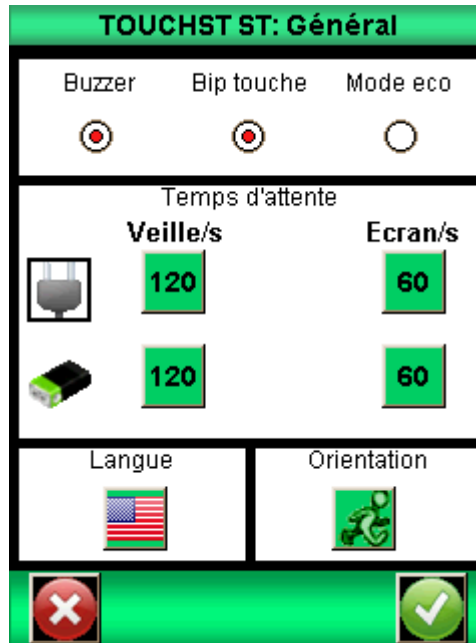 TOUCHST ST: Général
Buzzer Bip touche Mode eco
Temps d'attente
Veille/s Ecran/s
120 60
120 60
Langue Orientation